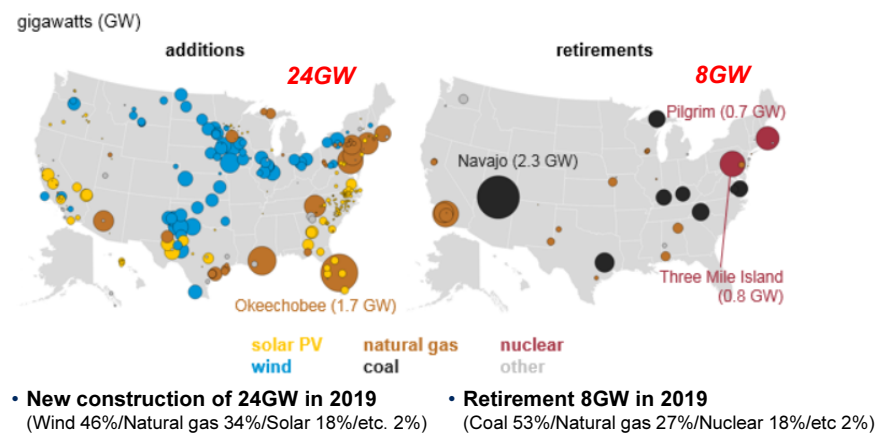 gigawatts (GW)
additions
24GW
Okeechobee (1.7 GW)
retirements
8GW
Pilgrim (0.7 GW)
Navajo (2.3 GW)
Three Mile Island
(0.8 GW)
solar PV natural gas nuclear
wind coal other
• New construction of 24GW in 2019
(Wind 46%/Natural gas 34%/Solar 18%/etc. 2%)
• Retirement 8GW in 2019
(Coal 53%/Natural gas 27%/Nuclear 18%/etc 2%)